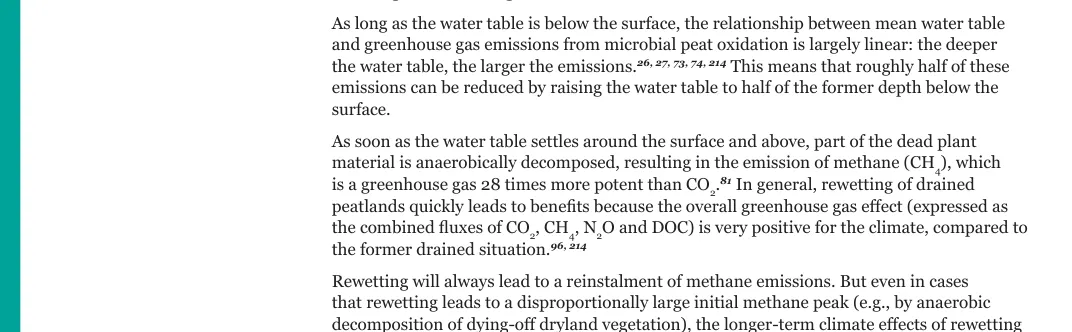 As long as the water table is below the surface, the relationship between mean water table
and greenhouse gas emissions from microbial peat oxidation is largely linear: the deeper
the water table, the larger the emissions.26, 27, 73, 74, 214 This means that roughly half of these
emissions can be reduced by raising the water table to half of the former depth below the
surface.
As soon as the water table settles around the surface and above, part of the dead plant
material is anaerobically decomposed, resulting in the emission of methane (CH4), which
is a greenhouse gas 28 times more potent than CO2.81 In general, rewetting of drained
peatlands quickly leads to benefits because the overall greenhouse gas effect (expressed as
the combined fluxes of CO2, CH4, N2O and DOC) is very positive for the climate, compared to
the former drained situation.96, 214
Rewetting will always lead to a reinstalment of methane emissions. But even in cases
that rewetting leads to a disproportionally large initial methane peak (e.g., by anaerobic
decomposition of dying-off dryland vegetation), the longer-term climate effects of rewetting